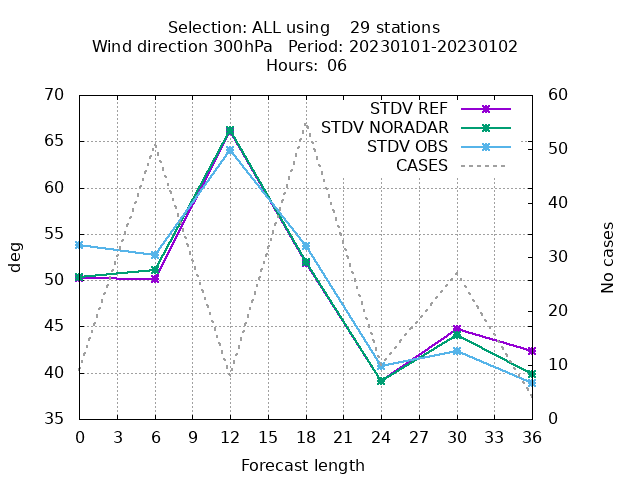 Selection: ALL using    29 stations
Wind direction 300hPa   Period: 20230101-20230102
Hours: 06
70
65
60
55
50
45
40
35
60
50
40
30
20
10
0
STDV REF
STDV NORADAR
STDV OBS
CASES
deg
No cases
0 3 6 9 12 15 18 21 24 27 30 33 36
Forecast length